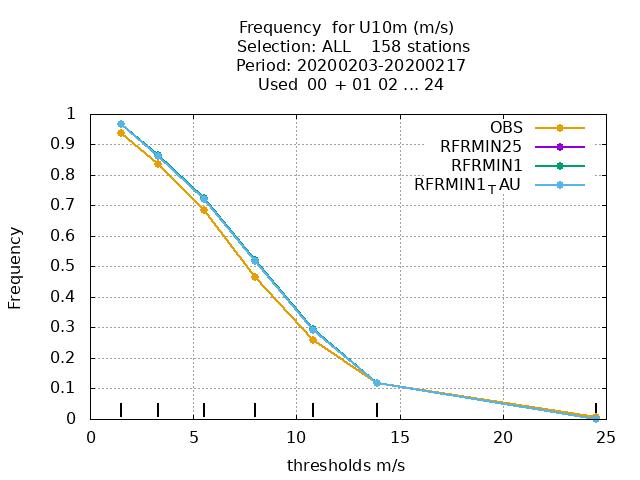 Frequency  for U10m (m/s)
Selection: ALL    158 stations
Period: 20200203-20200217
Used  00  + 01 02 ... 24
1
0.9
0.8
0.7
0.6
0.5
0.4
0.3
0.2
0.1
0
Frequency
OBS
RFRMIN25
RFRMIN1
RFRMIN1TAU
0 5 10 15 20 25
thresholds m/s